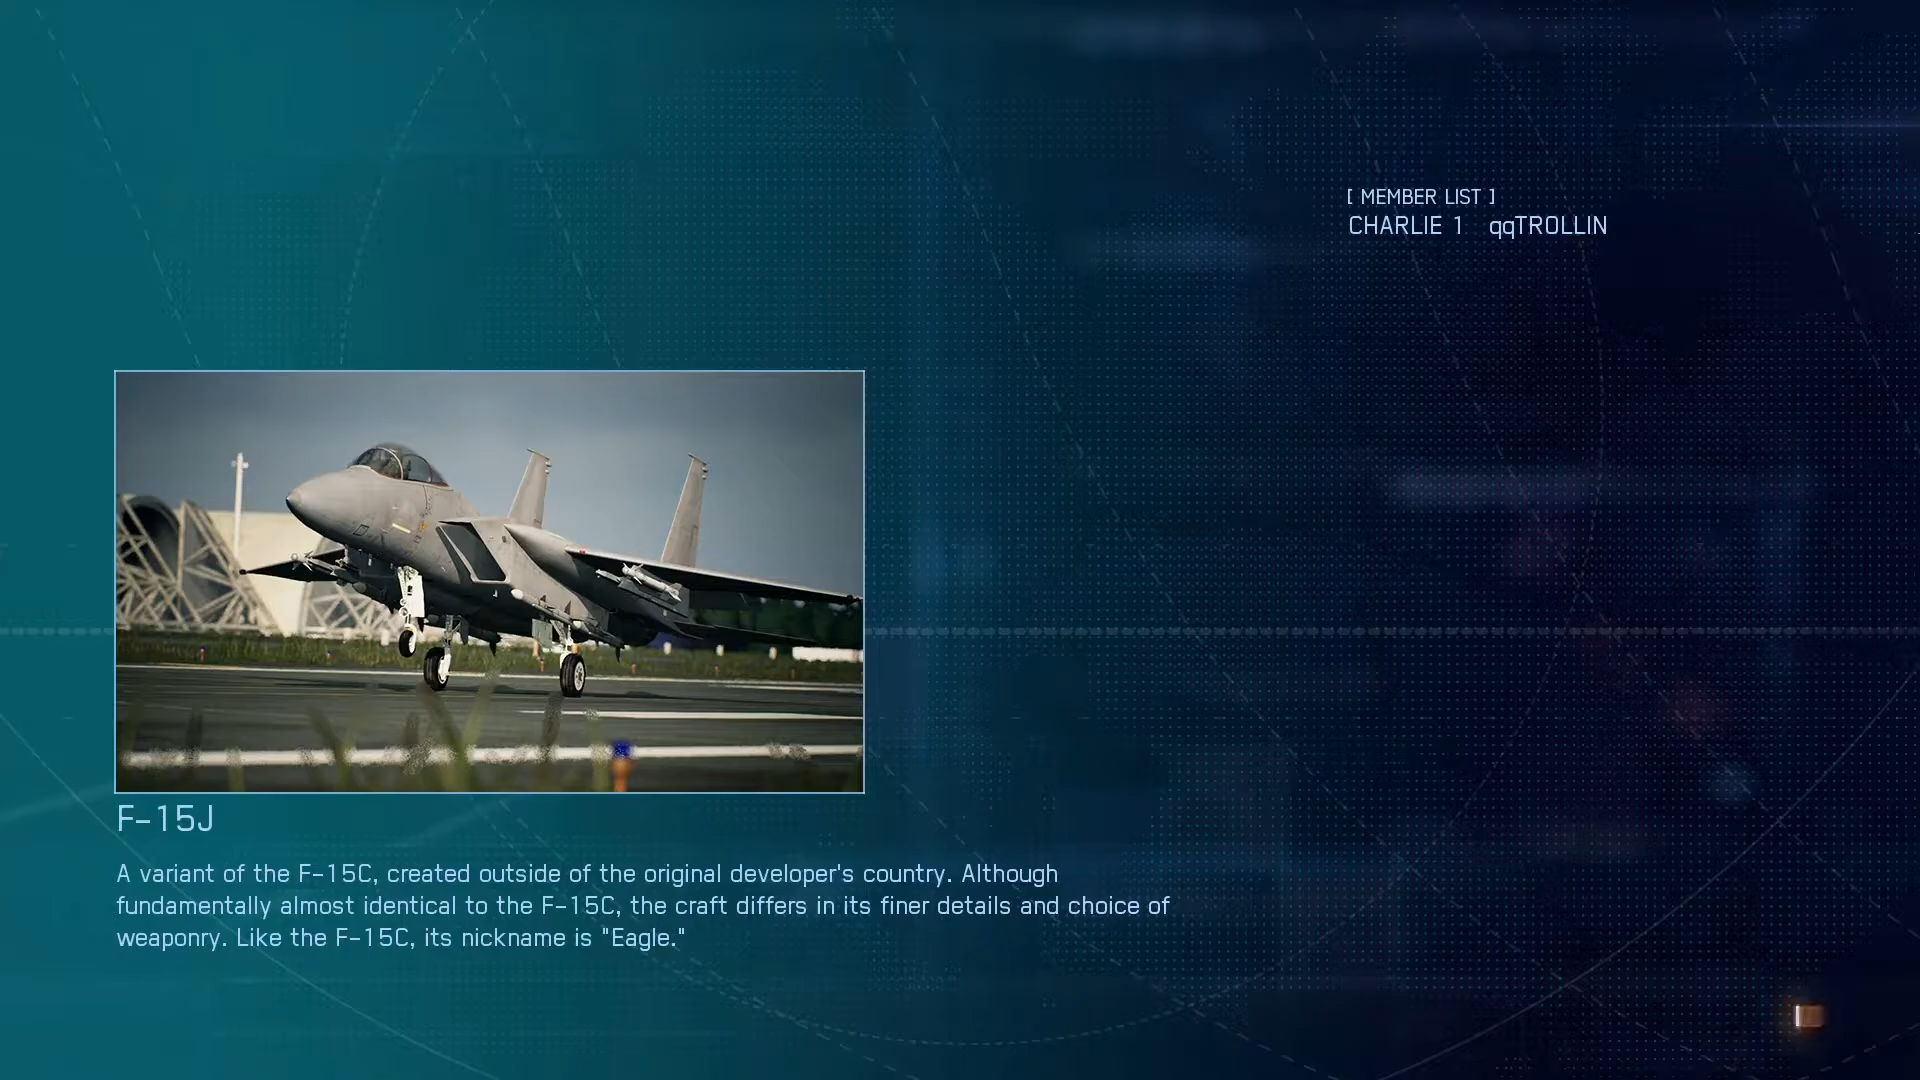 [ MEMBER LIST ]
CHARLIE 1 qqTROLLIN
F-15J
A variant of the F-15C, created outside of the original developer's country. Although
fundamentally almost identical to the F-15C, the craft differs in its finer details and choice of
weaponry. Like the F-15C, its nickname is "Eagle."